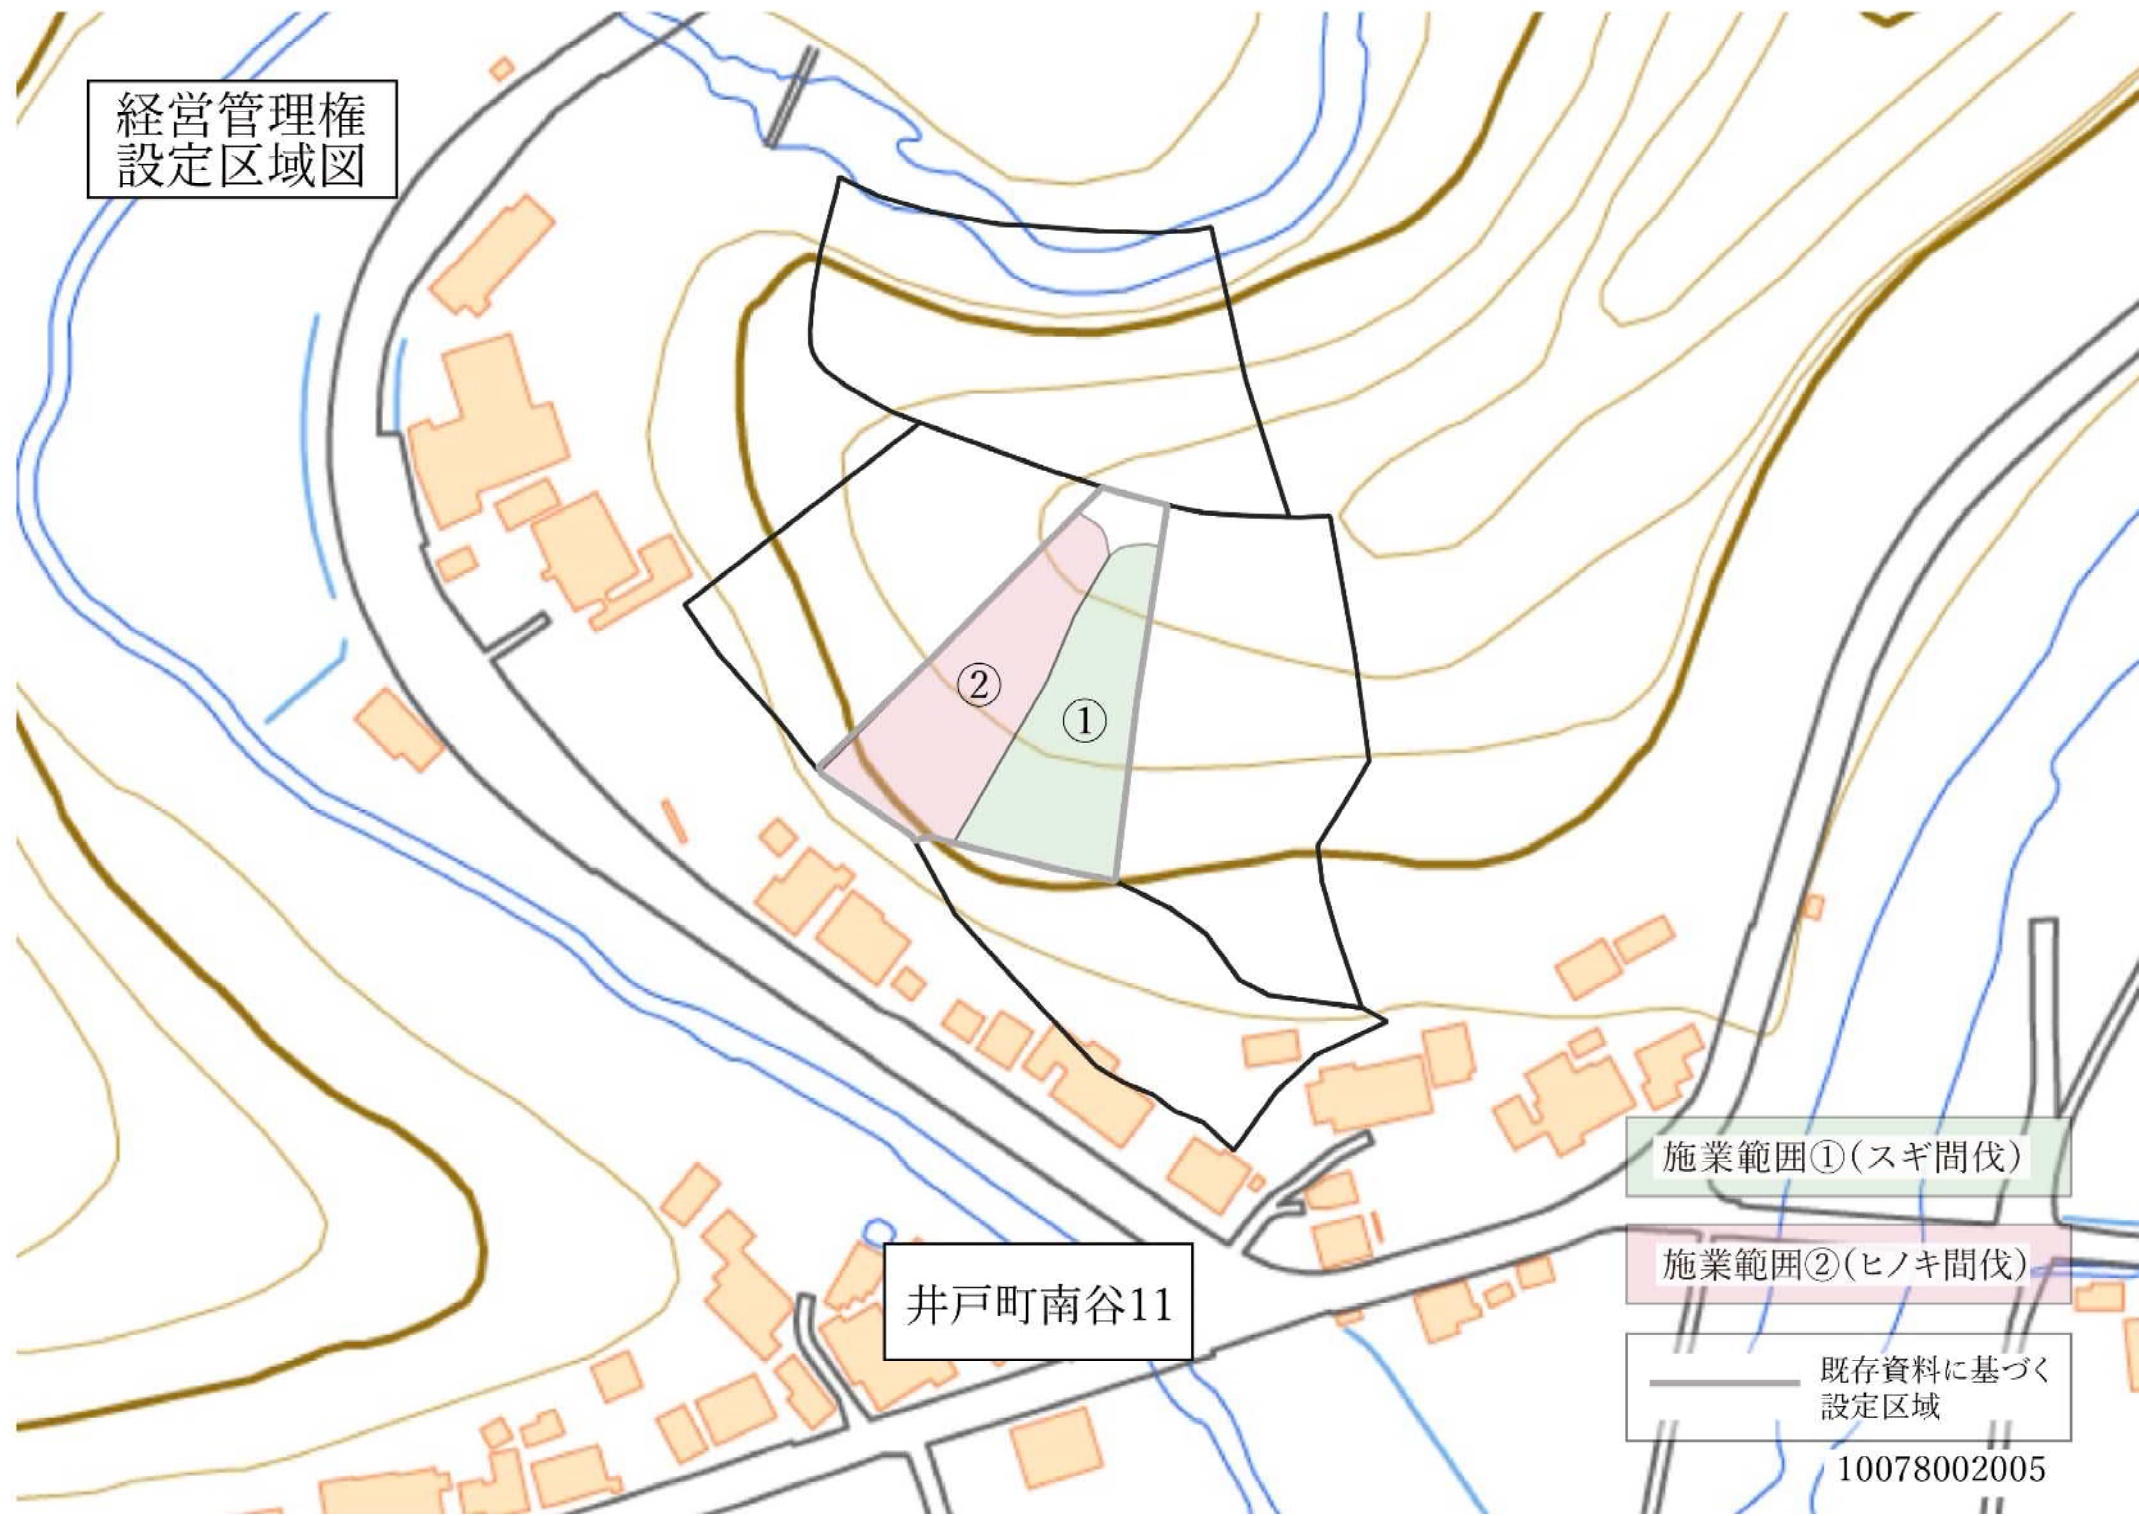 経営管理権
設定区域図
②
①
施業範囲①(スギ間伐)
施業範囲②(ヒノキ間伐)
井戸町南谷11
既存資料に基づく
設定区域
10078002005